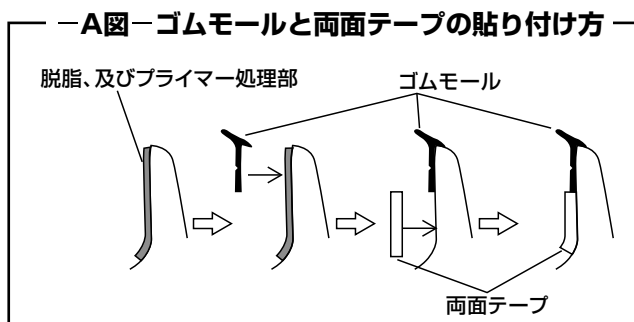 －A図－ゴムモールと両面テープの貼り付け方
脱脂、及びプライマー処理部
ゴムモール
両面テープ